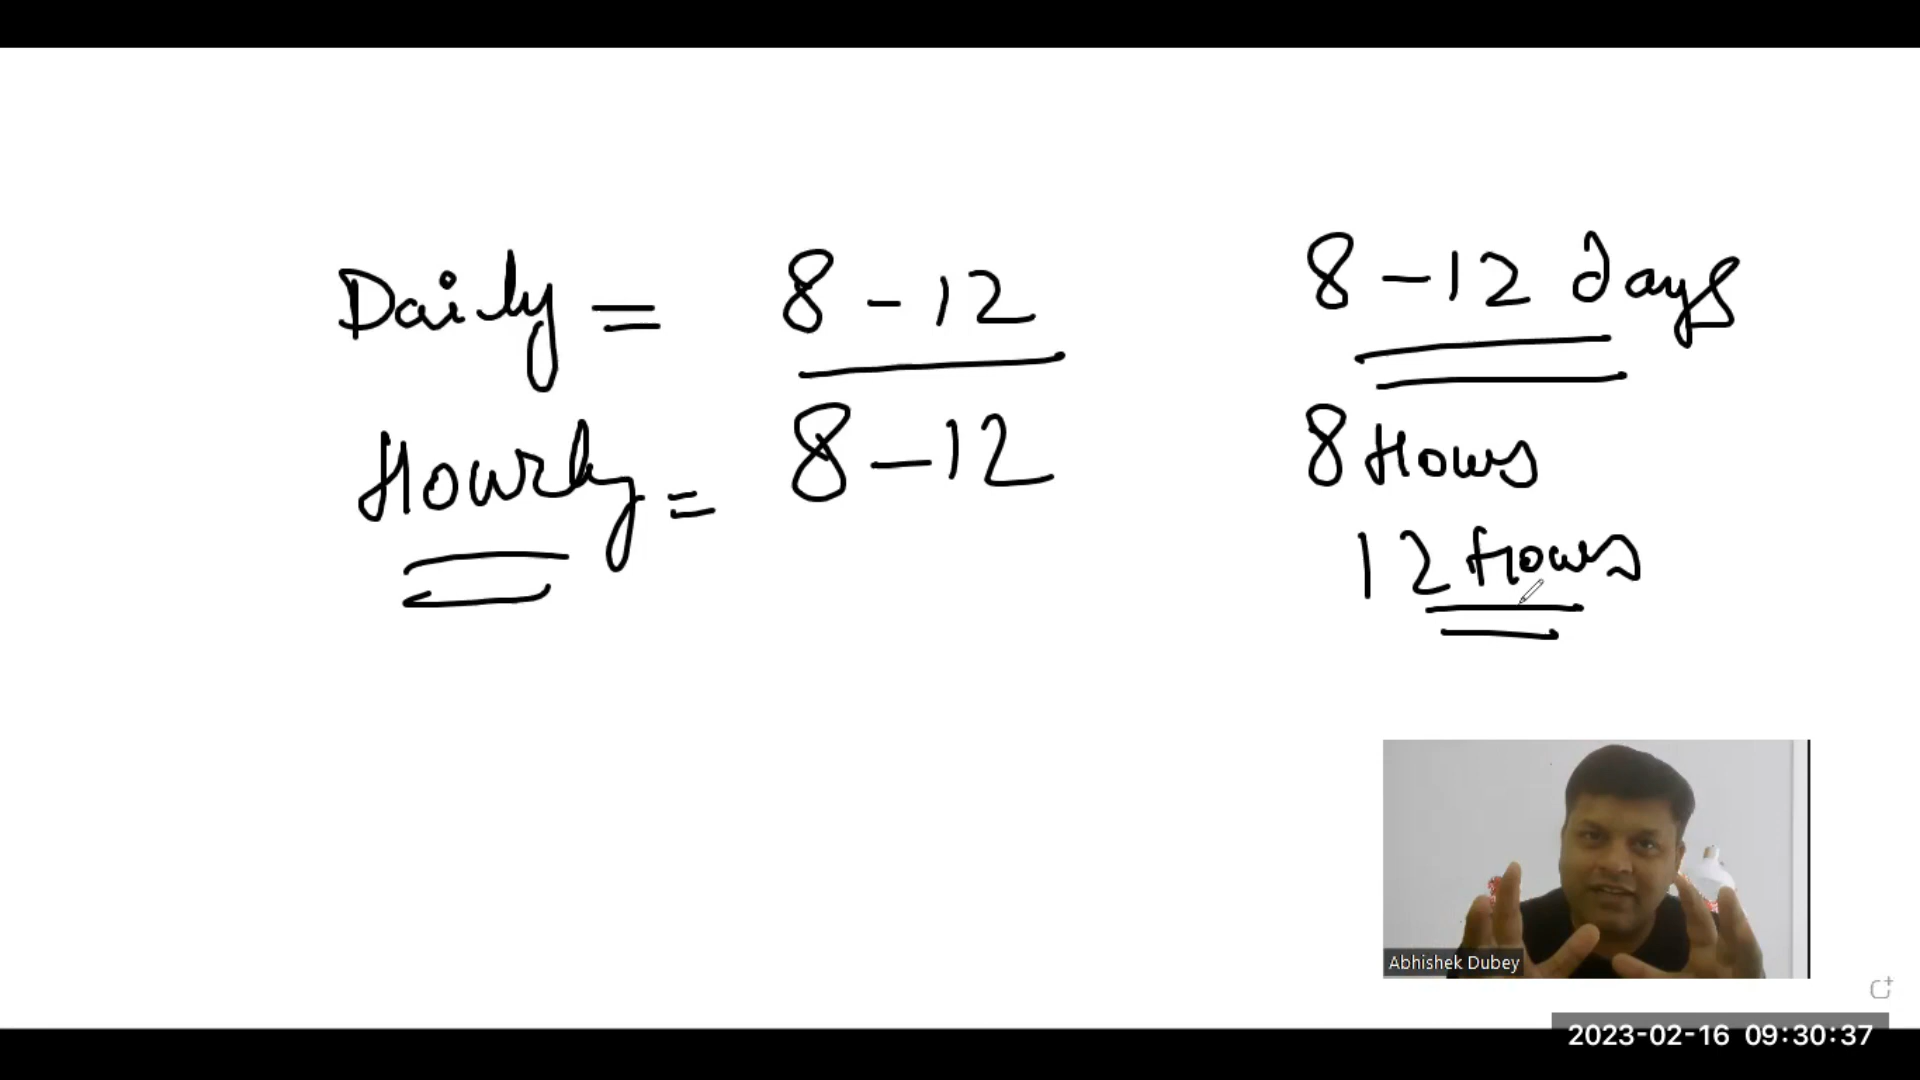 Daily = 8 - 12
Hourly = 8 - 12
8 - 12 days
8 Hours
12 Hours
Abhishek Dubey
2023-02-16 09:30:37